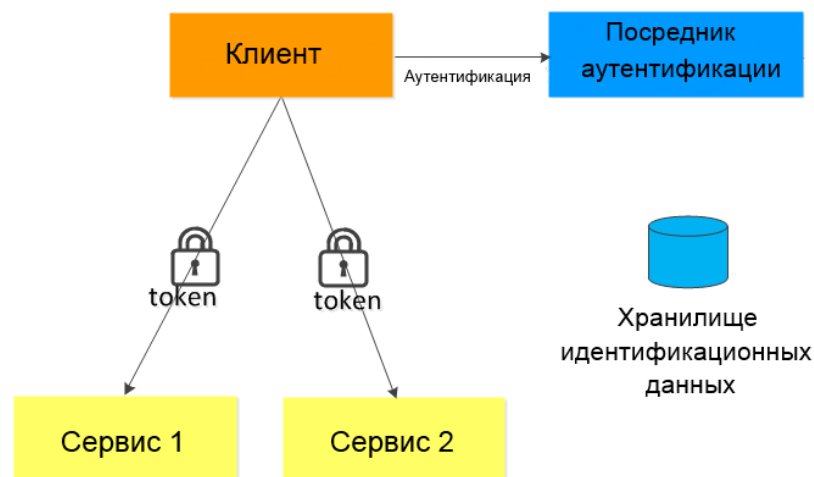 Клиент
Аутентификация
Посредник
аутентификации
token
token
Хранилище
идентификационных
данных
Сервис 1
Сервис 2